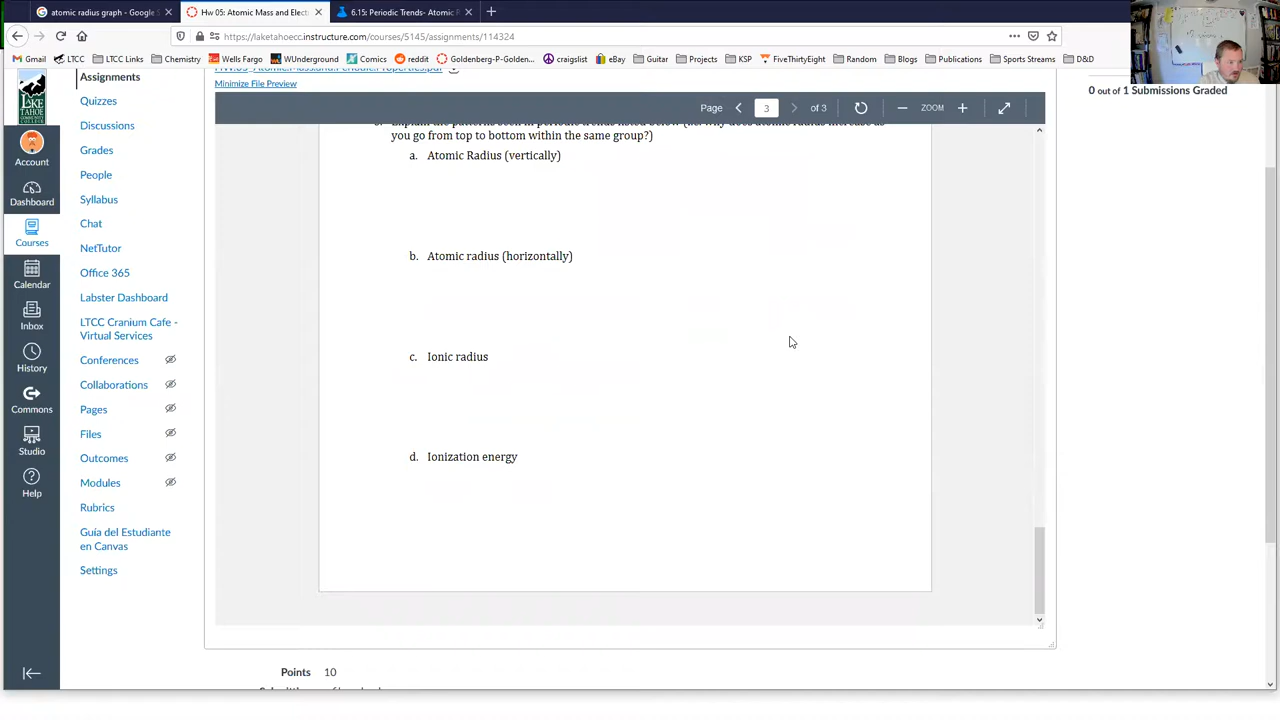 atomic radius graph - Google S
Hw 05: Atomic Mass and Elect
6.15: Periodic Trends- Atomic R
https://laketahoecc.instructure.com/courses/5145/assignments/114324
Gmail LTCC LTCC Links Chemistry Wells Fargo WUnderground Comics reddit Goldenberg-P-Golden... craigslist eBay Guitar Projects KSP FiveThirtyEight Random Blogs Publications Sports Streams D&D
LAKE TAHOE
Account
Dashboard
Courses
Calendar
Inbox
History
Commons
Studio
Help
Assignments
Quizzes
Discussions
Grades
People
Syllabus
Chat
NetTutor
Office 365
Labster Dashboard
LTCC Cranium Cafe -
Virtual Services
Conferences
Collaborations
Pages
Files
Outcomes
Modules
Rubrics
Guía del Estudiante
en Canvas
Settings
Minimize File Preview
Page 3 of 3 ZOOM
you go from top to bottom within the same group?)
a. Atomic Radius (vertically)
b. Atomic radius (horizontally)
c. Ionic radius
d. Ionization energy
Points 10
0 out of 1 Submissions Graded